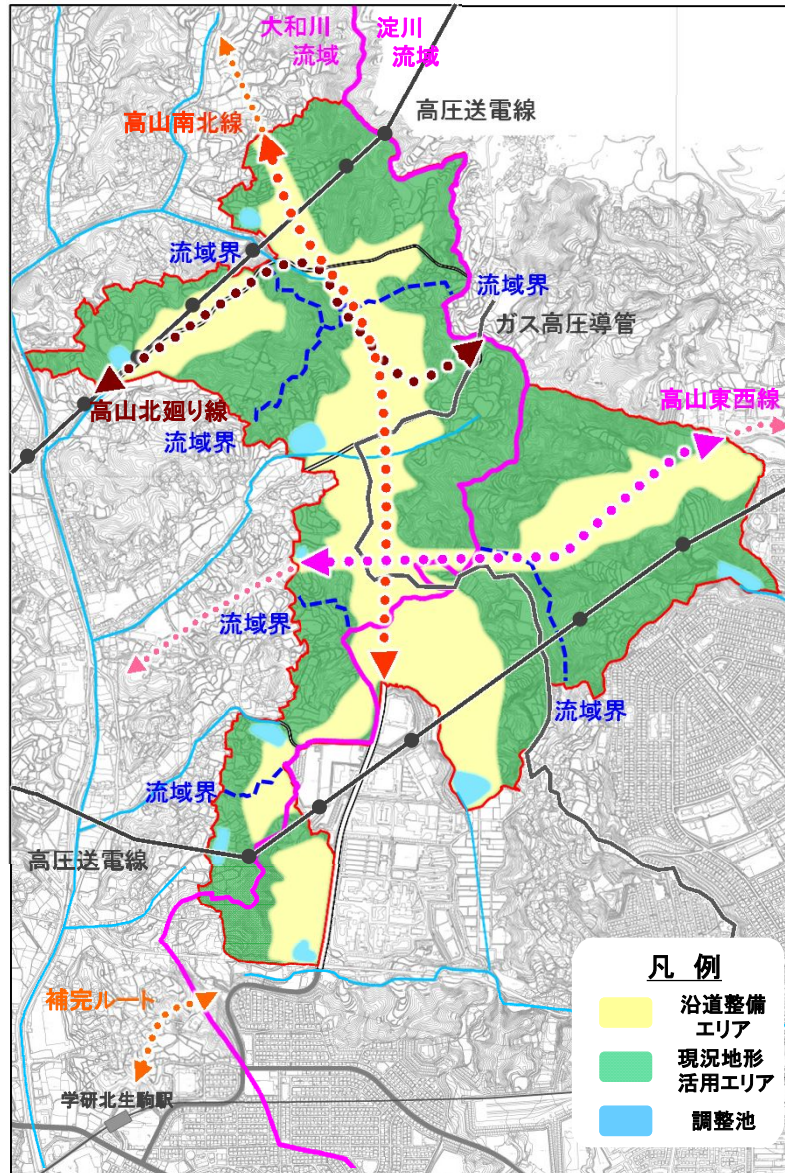 大和川
流域
淀川
流域
高圧送電線
高山南北線
流域界
流域界
ガス高圧導管
高山北廻り線
高山東西線
流域界
流域界
流域界
流域界
高圧送電線
補完ルート
学研北生駒駅
凡 例
沿道整備
エリア
現況地形
活用エリア
調整池